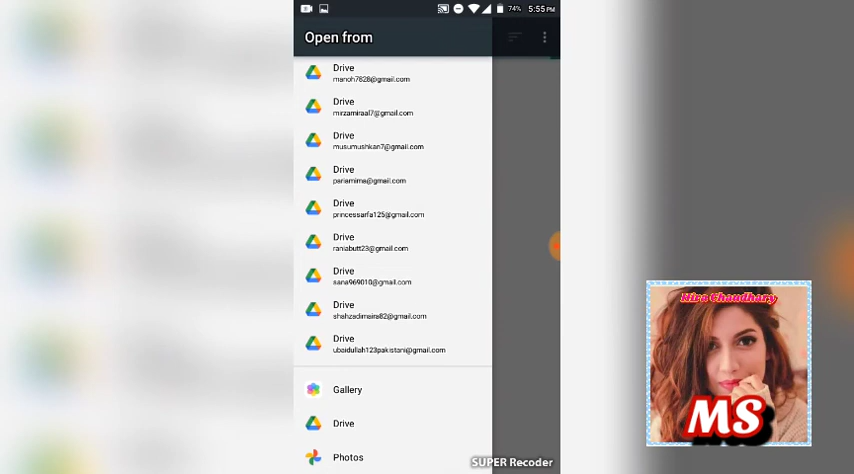 74% 5:55 PM
Open from
Drive
manoh7828@gmail.com
Drive
mirzamiraal7@gmail.com
Drive
musumushkan7@gmail.com
Drive
pariamima@gmail.com
Drive
princessarfa125@gmail.com
Drive
raniabutt23@gmail.com
Drive
sana969010@gmail.com
Drive
shahzadimaira82@gmail.com
Drive
ubaidullah123pakistani@gmail.com
Gallery
Drive
Photos
SUPER Recoder
Hira Chaudhary
MS